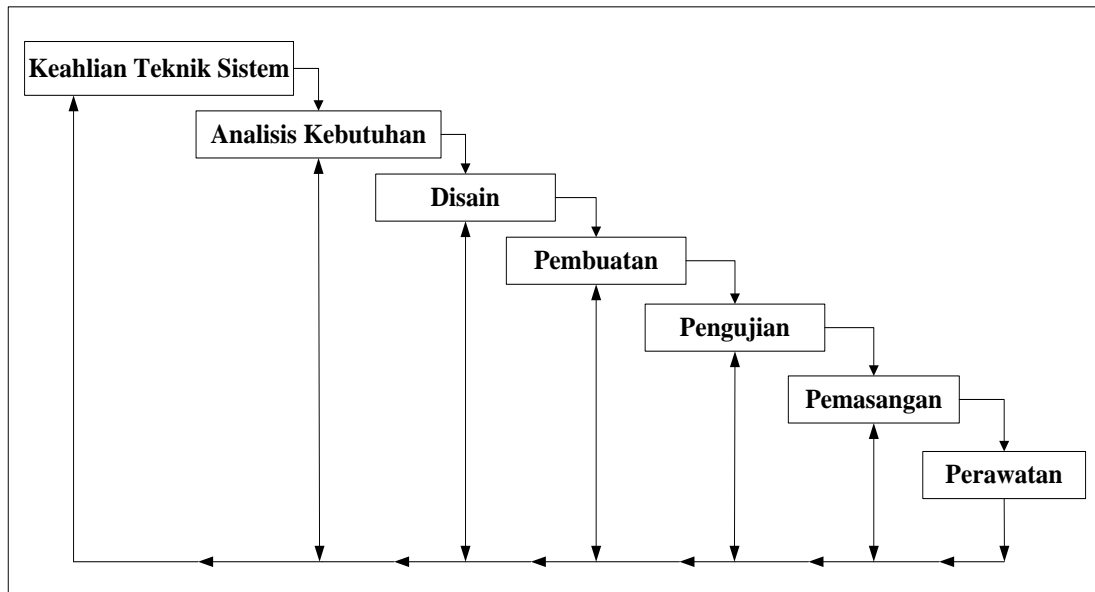 Keahlian Teknik Sistem
Analisis Kebutuhan
Disain
Pembuatan
Pengujian
Pemasangan
Perawatan